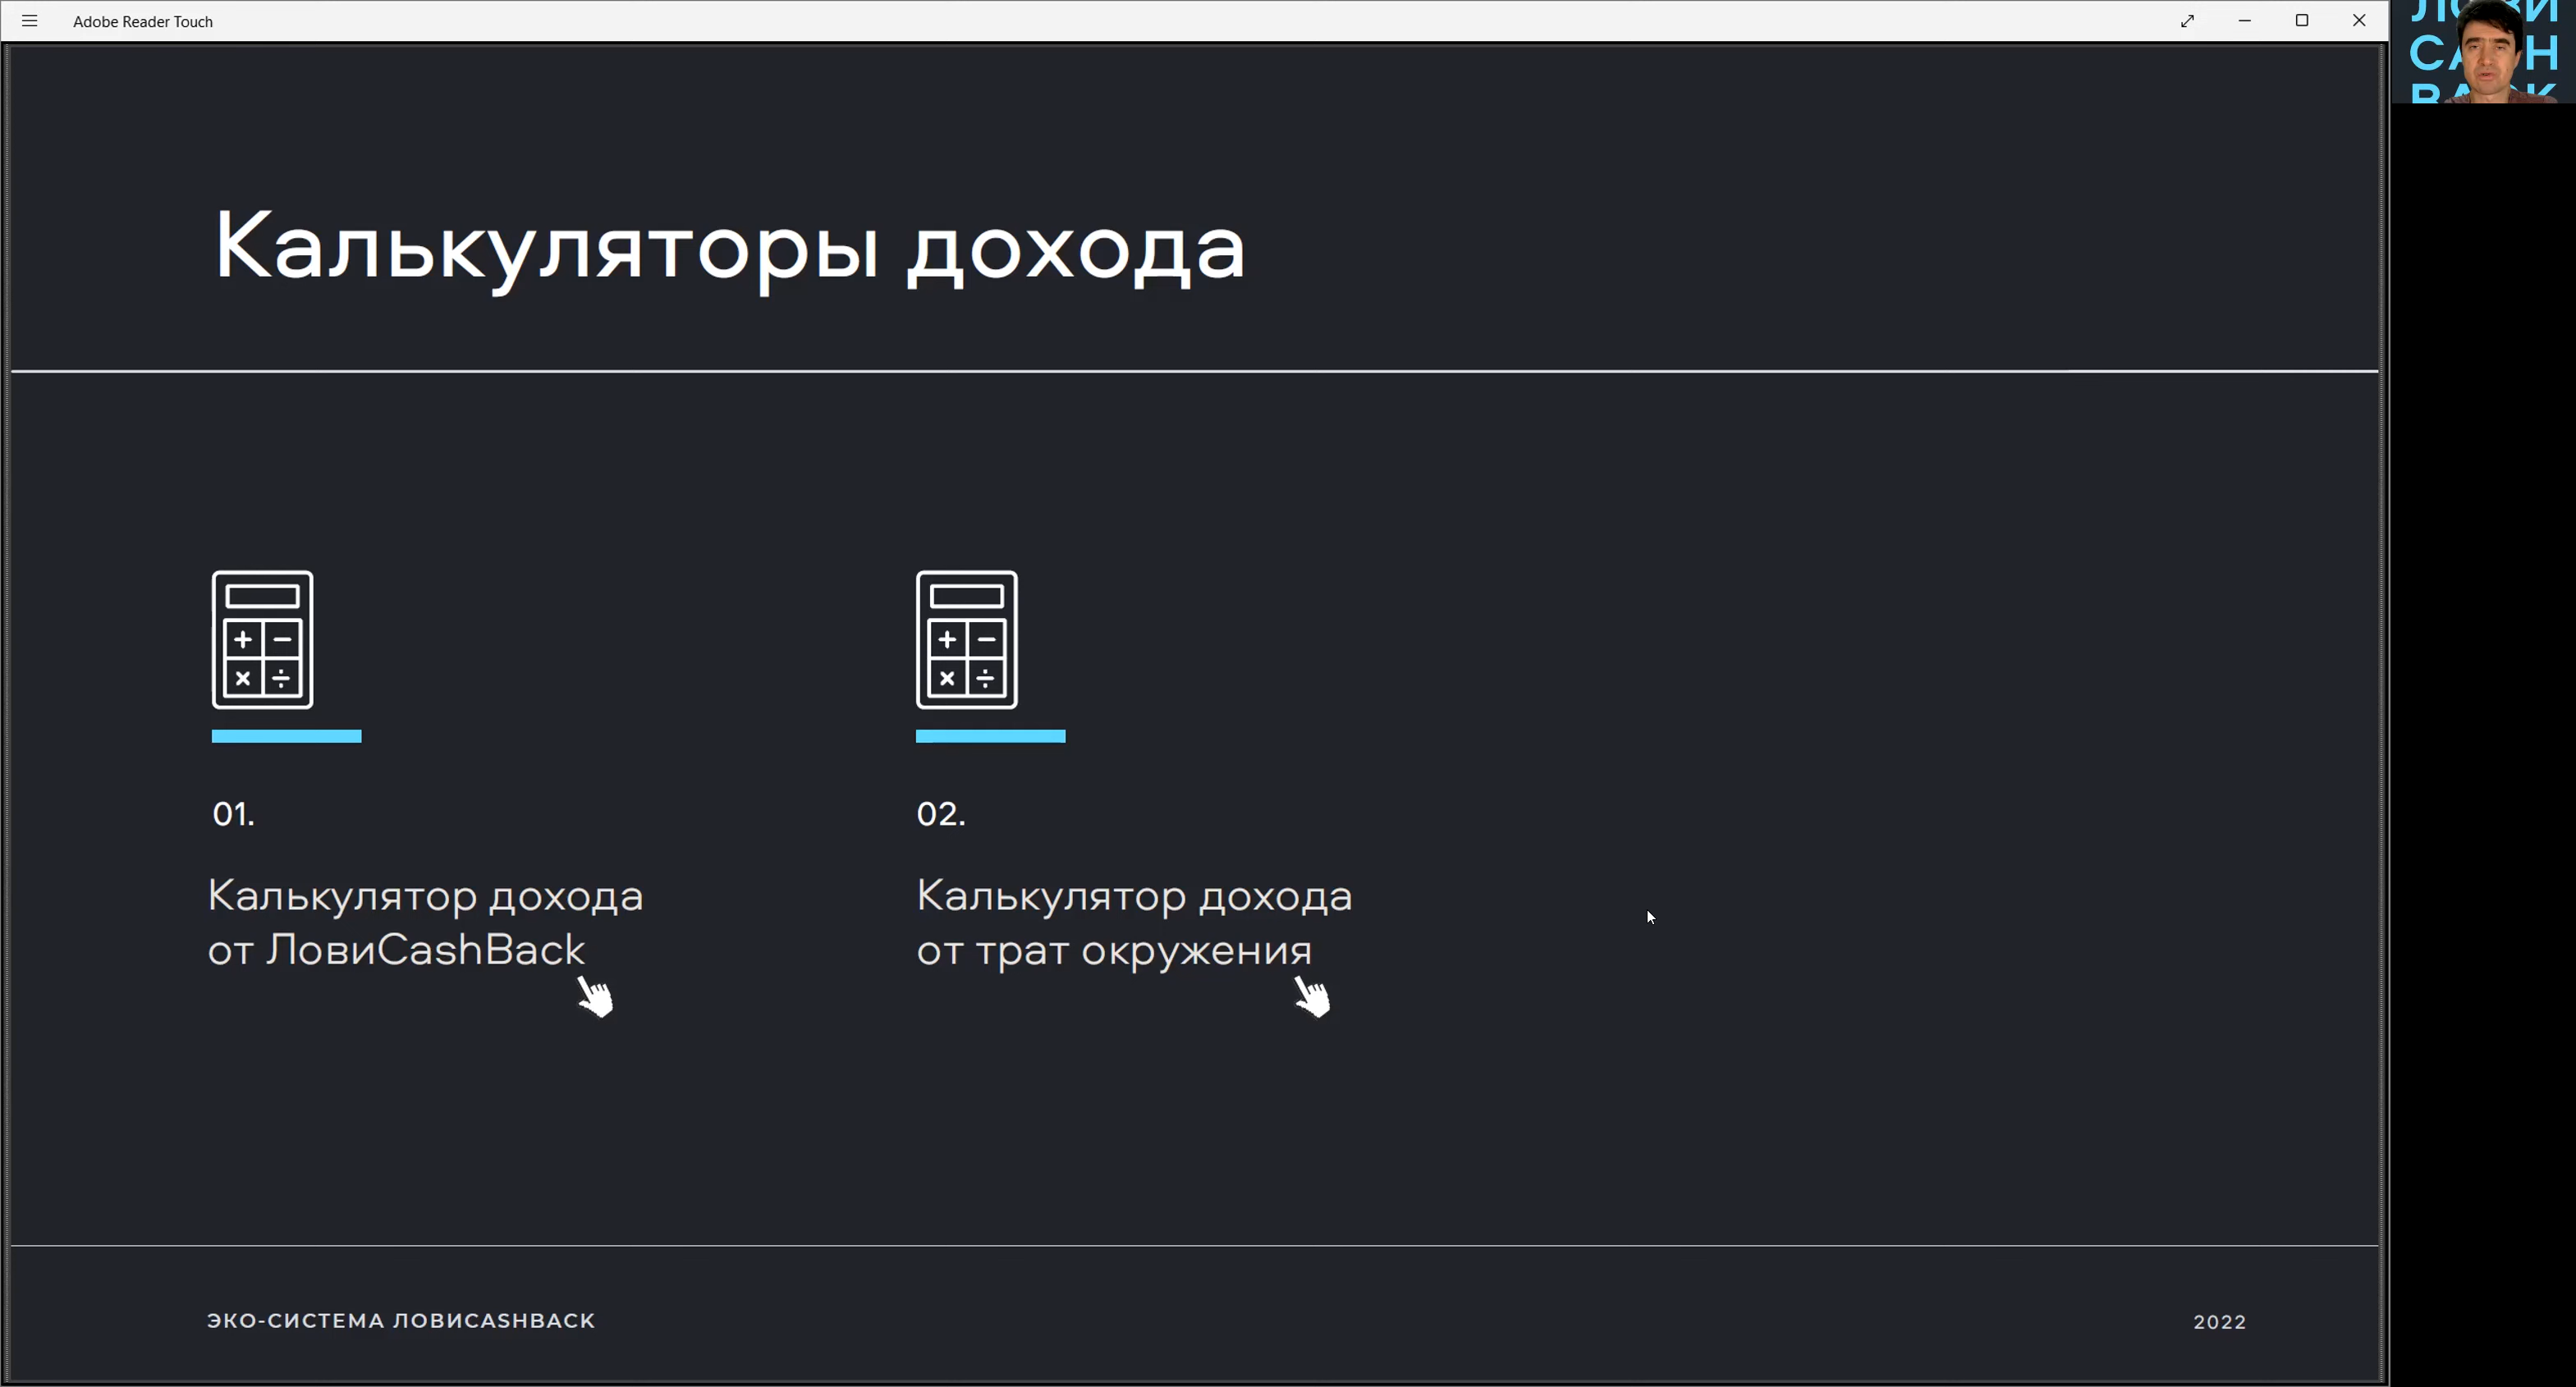 Adobe Reader Touch
Калькуляторы дохода
01.
Калькулятор дохода
от ЛовиCashBack
02.
Калькулятор дохода
от трат окружения
ЭКО-СИСТЕМА ЛОВИCASHBACK
2022